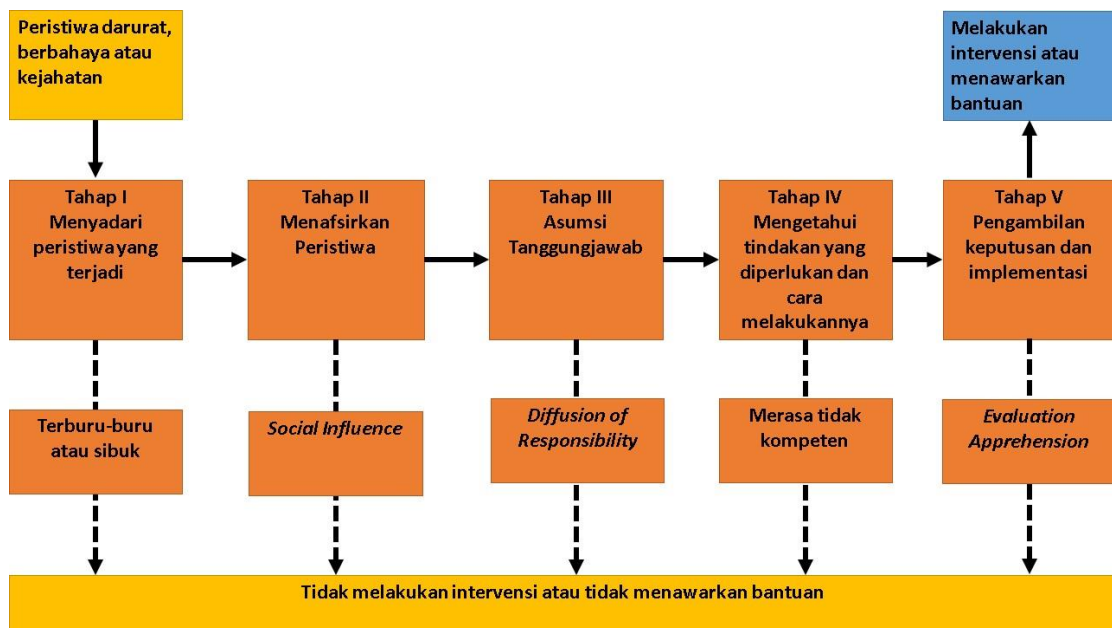 Peristiwa darurat,
berbahaya atau
kejahatan
Melakukan
intervensi atau
menawarkan
bantuan
Tahap I
Menyadari
peristiwa yang
terjadi
Tahap II
Menafsirkan
Peristiwa
Tahap III
Asumsi
Tanggungjawab
Tahap IV
Mengetahui
tindakan yang
diperlukan dan
cara
melakukannya
Tahap V
Pengambilan
keputusan dan
implementasi
Terburu-buru
atau sibuk
Social Influence
Diffusion of
Responsibility
Merasa tidak
kompeten
Evaluation
Apprehension
Tidak melakukan intervensi atau tidak menawarkan bantuan